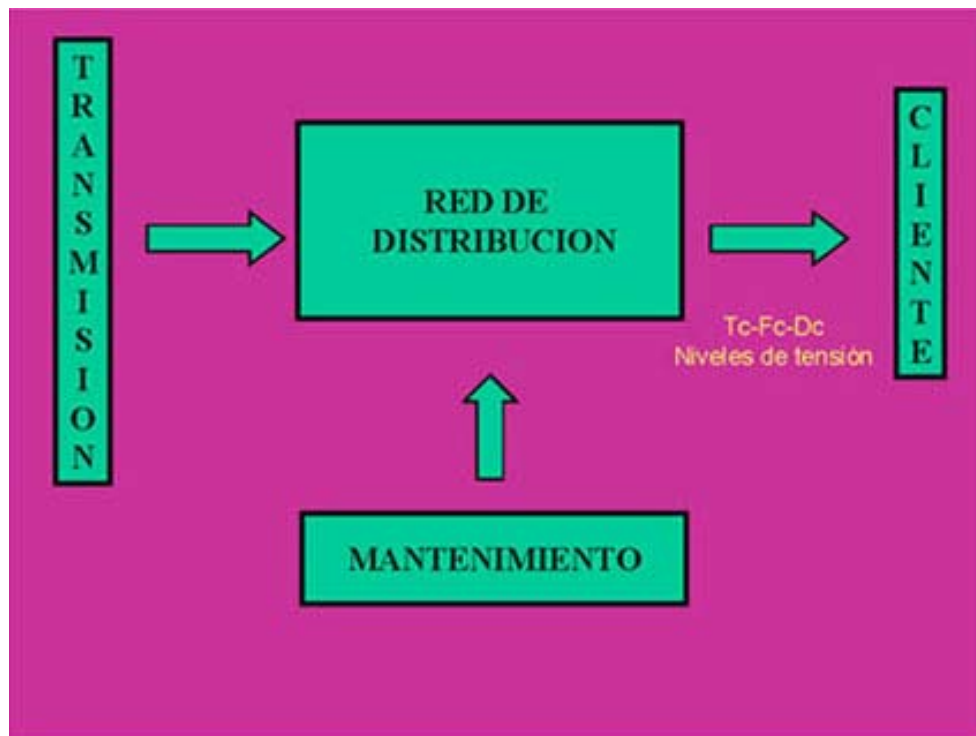 TRANSMISION
RED DE
DISTRIBUCION
CLIENTE
Tc-Fc-Dc
Niveles de tensión
MANTENIMIENTO